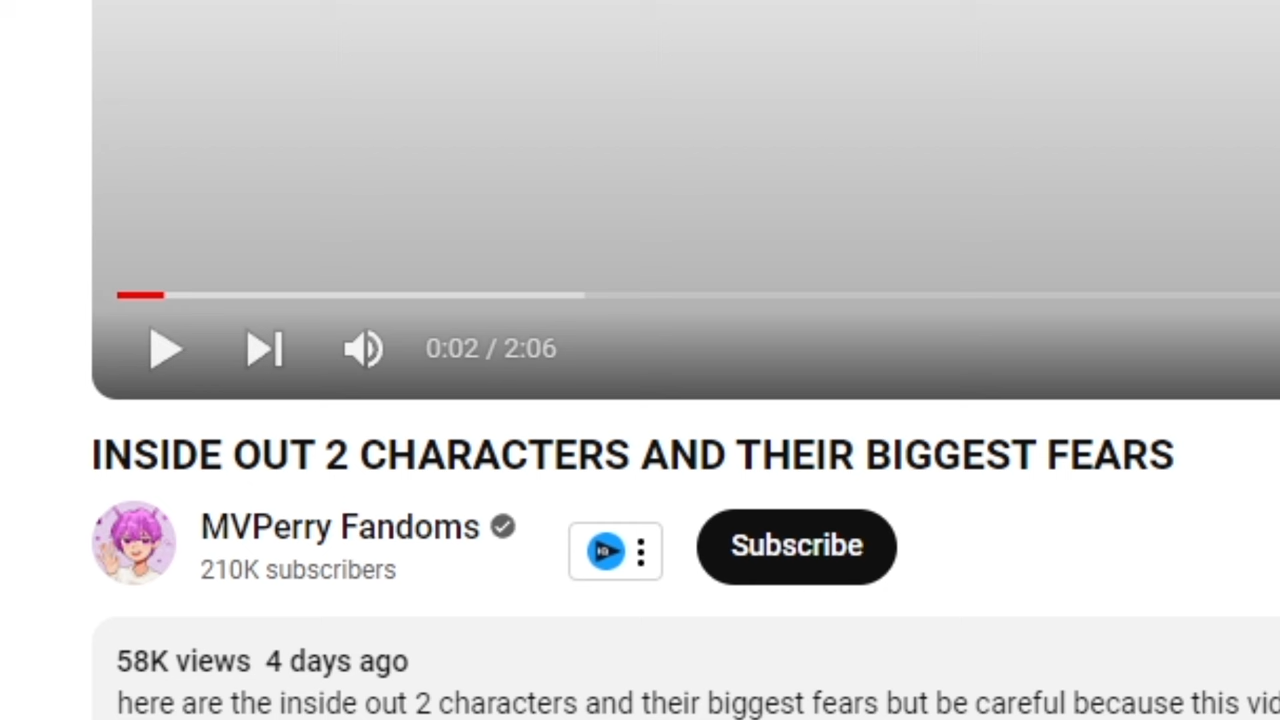 0:02 / 2:06
INSIDE OUT 2 CHARACTERS AND THEIR BIGGEST FEARS
MVPerry Fandoms
210K subscribers
Subscribe
58K views 4 days ago
here are the inside out 2 characters and their biggest fears but be careful because this